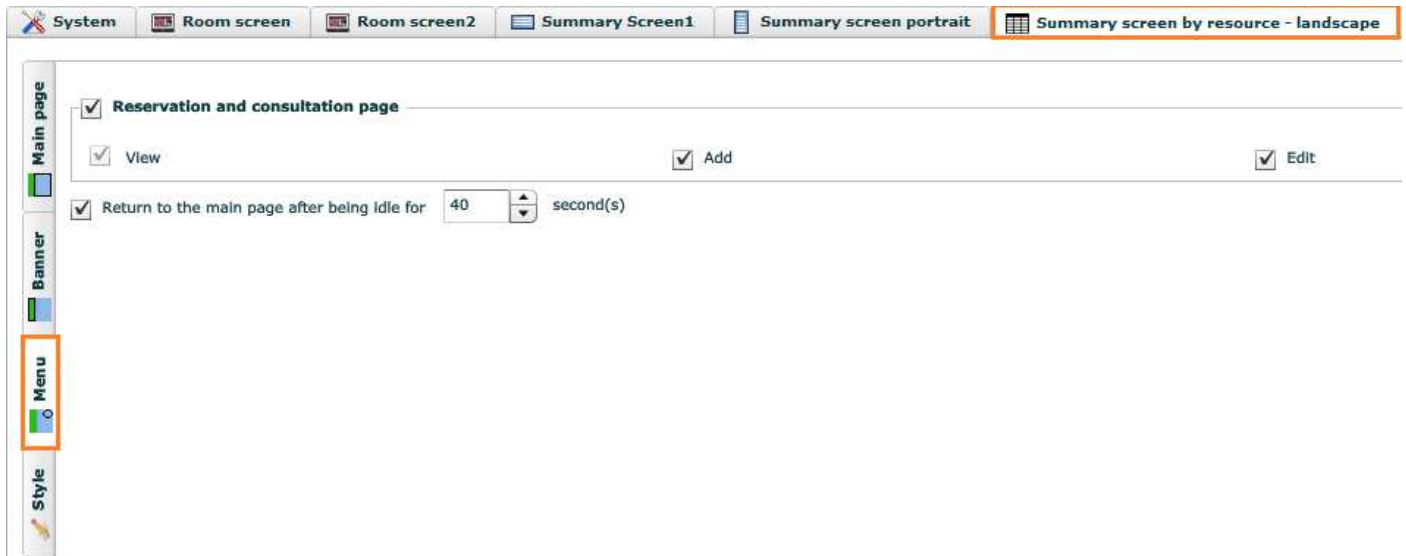 System Room screen Room screen2 Summary Screen1 Summary screen portrait Summary screen by resource - landscape
Main page
Banner
Menu
Style
Reservation and consultation page
View Add Edit
Return to the main page after being idle for 40 second(s)